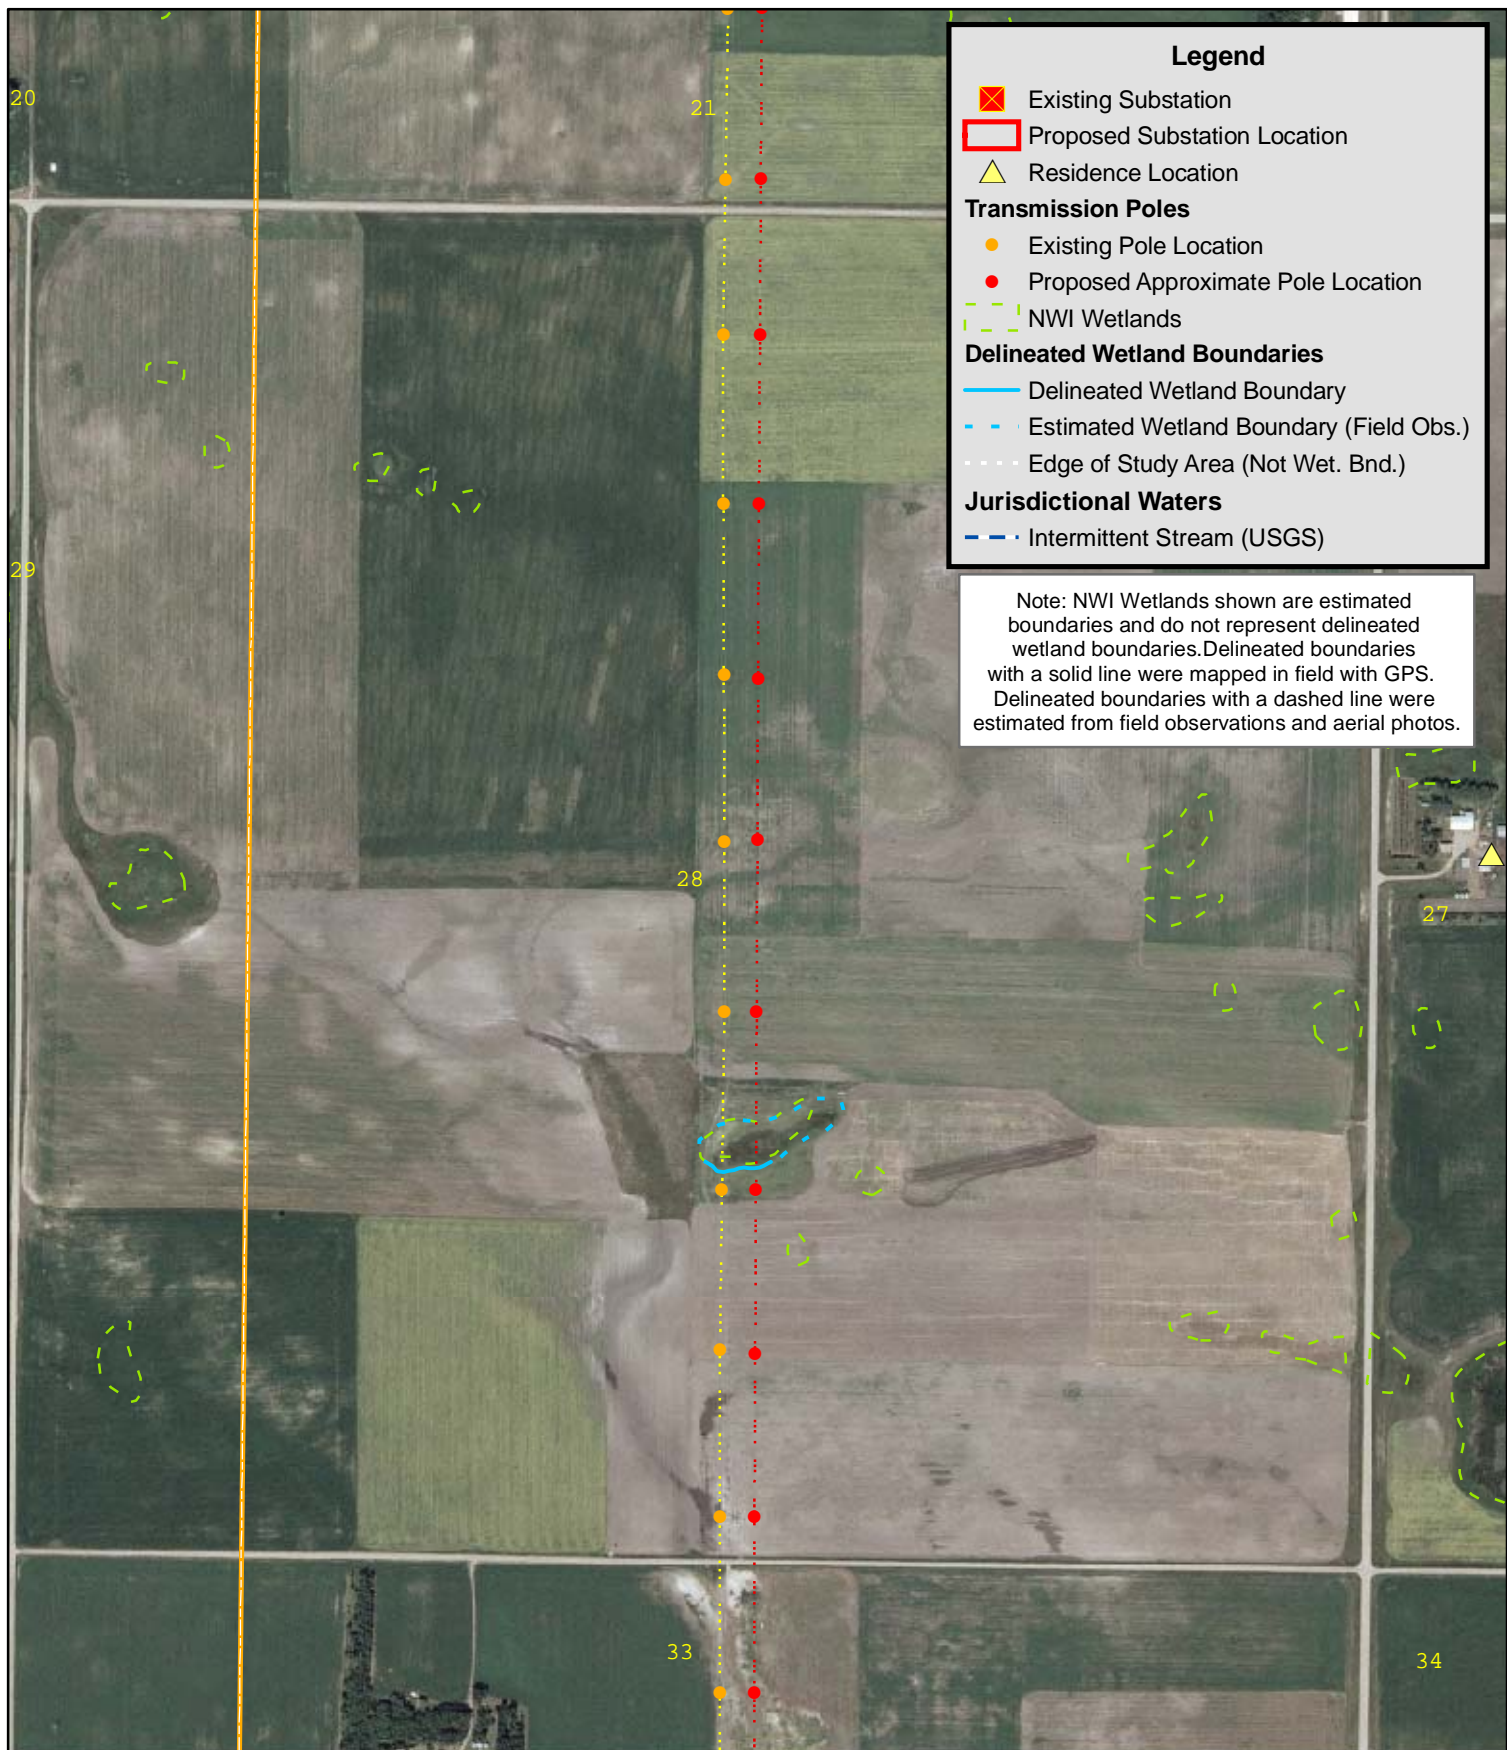 Legend
Existing Substation
Proposed Substation Location
Residence Location
Transmission Poles
Existing Pole Location
Proposed Approximate Pole Location
NWI Wetlands
Delineated Wetland Boundaries
Delineated Wetland Boundary
Estimated Wetland Boundary (Field Obs.)
Edge of Study Area (Not Wet. Bnd.)
Jurisdictional Waters
Intermittent Stream (USGS)
Note: NWI Wetlands shown are estimated
boundaries and do not represent delineated
wetland boundaries.Delineated boundaries
with a solid line were mapped in field with GPS.
Delineated boundaries with a dashed line were
estimated from field observations and aerial photos.
20
21
29
28
27
33
34